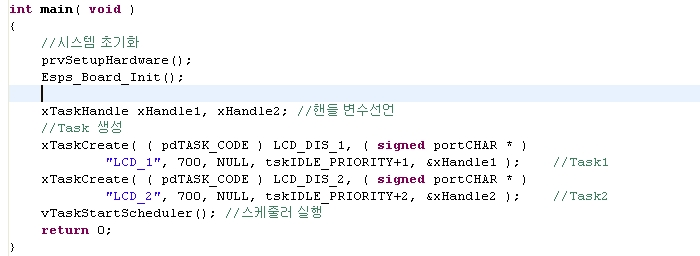 int main( void )
{
//시스템 초기화
prvSetupHardware();
Esps_Board_Init();
xTaskHandle xHandle1, xHandle2; //핸들 변수선언
//Task 생성
xTaskCreate( ( pdTASK_CODE ) LCD_DIS_1, ( signed portCHAR * )
"LCD_1", 700, NULL, tskIDLE_PRIORITY+1, &xHandle1 ); //Task1
xTaskCreate( ( pdTASK_CODE ) LCD_DIS_2, ( signed portCHAR * )
"LCD_2", 700, NULL, tskIDLE_PRIORITY+2, &xHandle2 ); //Task2
vTaskStartScheduler(); //스케줄러 실행
return 0;
}